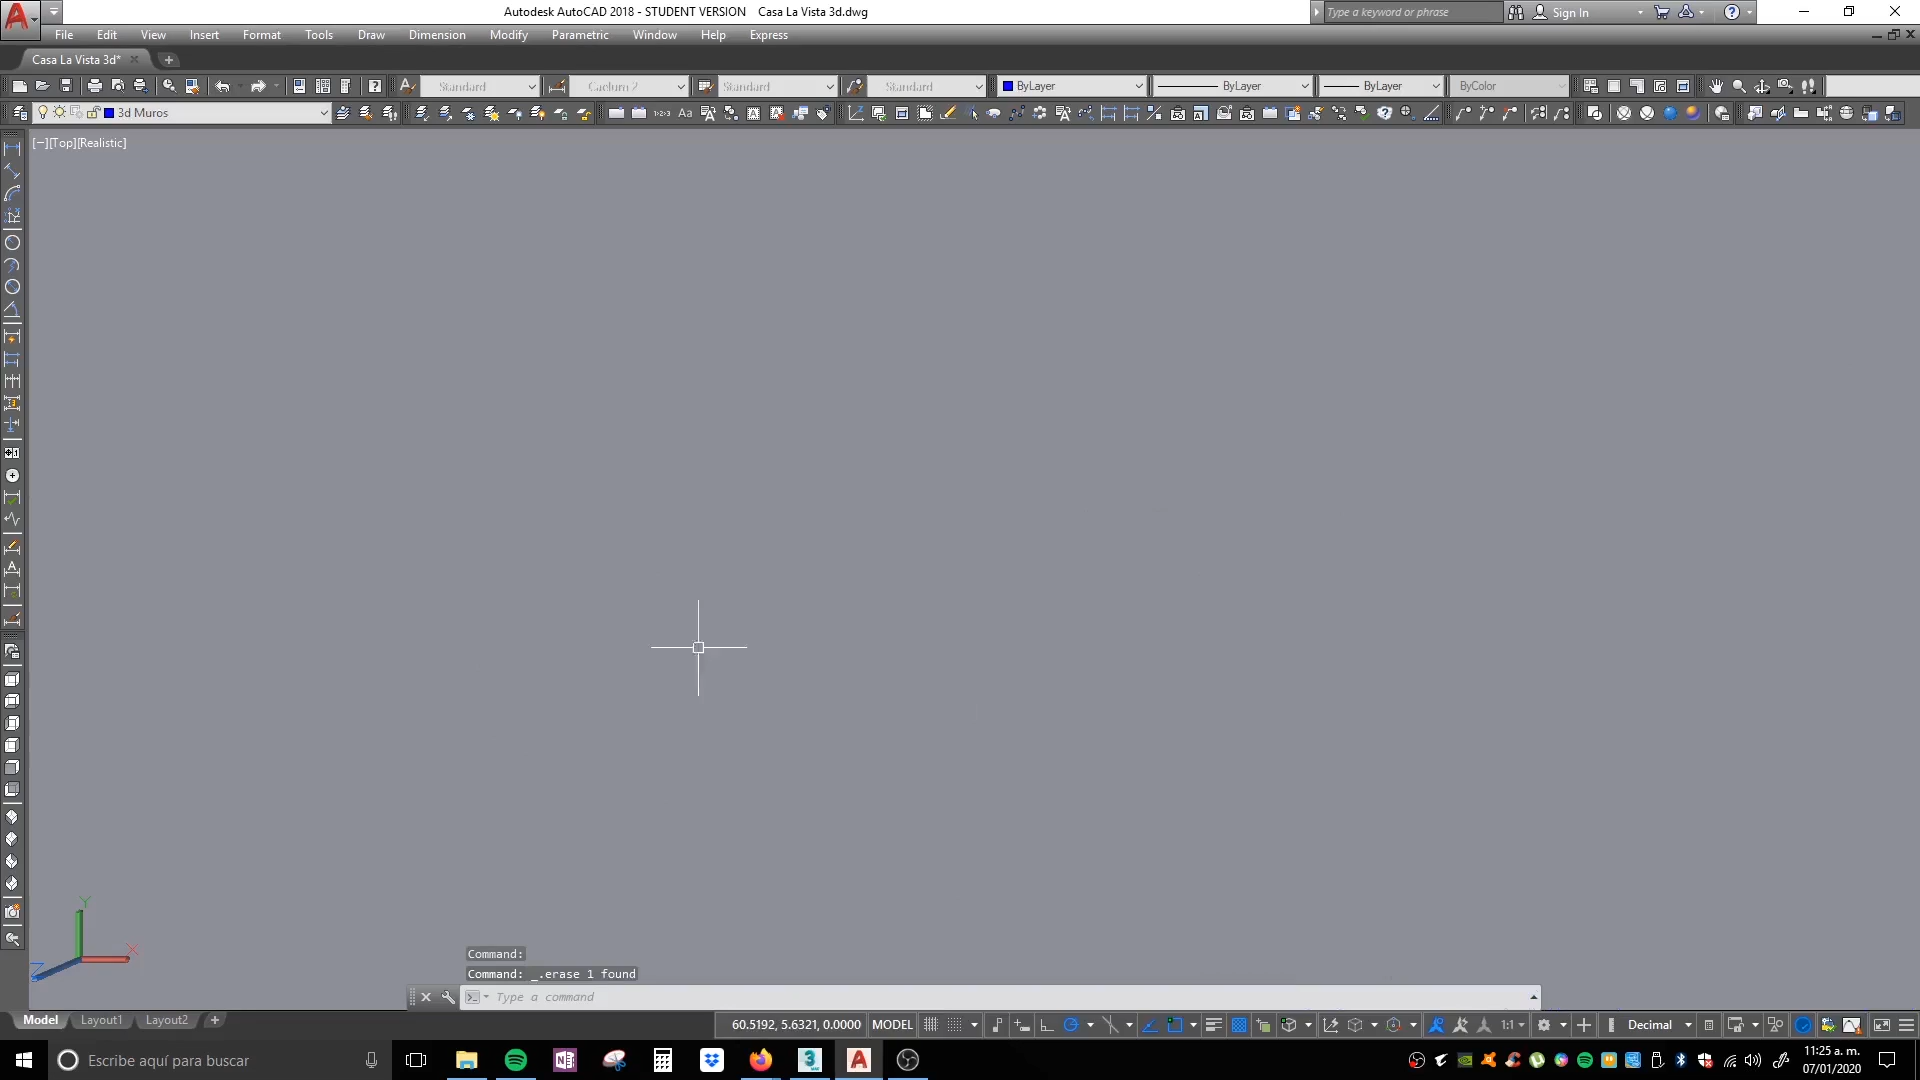 Autodesk AutoCAD 2018 - STUDENT VERSION    Casa La Vista 3d.dwg
Type a keyword or phrase
Sign In
File Edit View Insert Format Tools Draw Dimension Modify Parametric Window Help Express
Casa La Vista 3d*
Standard
Caelum 2
Standard
Standard
ByLayer
ByLayer
ByLayer
ByColor
3d Muros
[−][Top][Realistic]
Y
X
Z
Command:
Command: _.erase 1 found
Type a command
Model Layout1 Layout2
60.5192, 5.6321, 0.0000 MODEL
1:1
Decimal
Escribe aquí para buscar
11:25 a. m.
07/01/2020